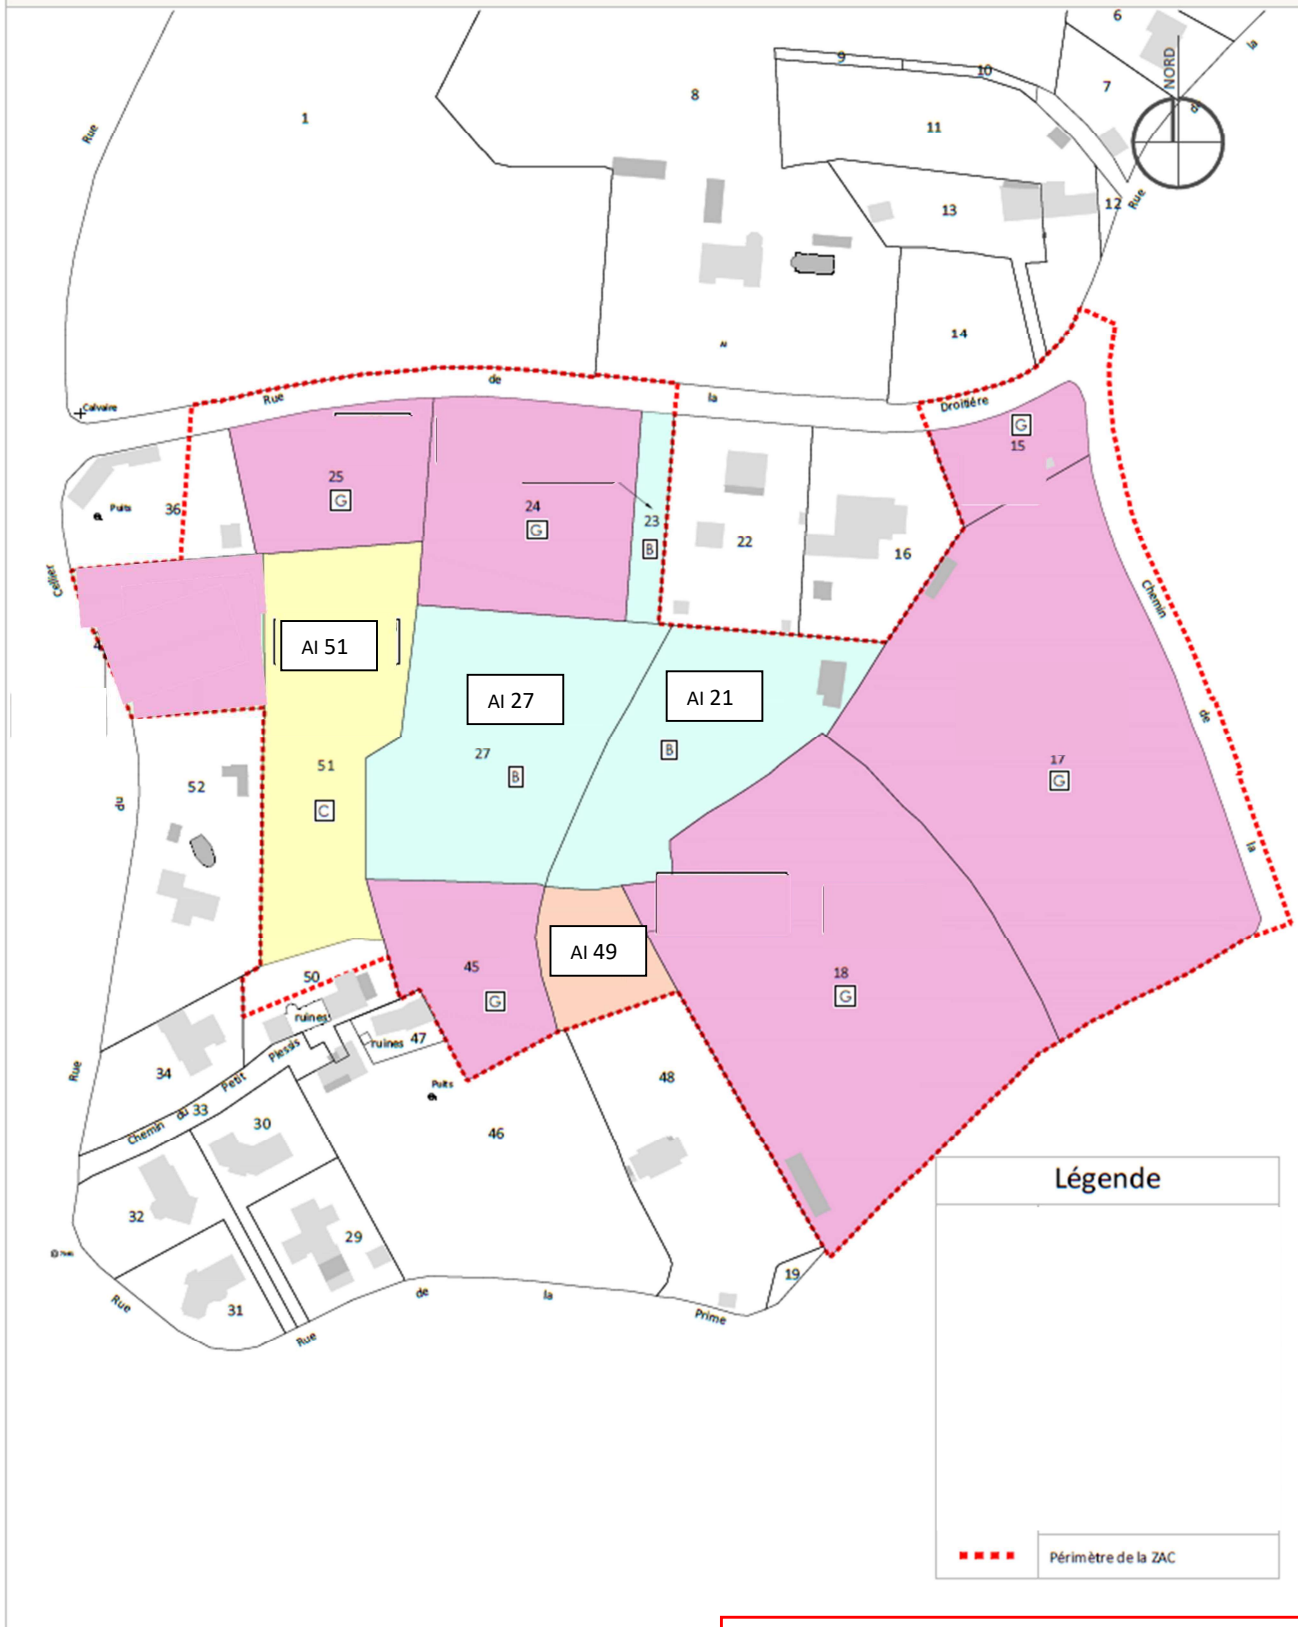 6
la
NORD
9
10
7
8
1
11
Rue
13
12
Rue
14
AI
de
Rue
la
Droitière
Calvaire
G
15
25
G
24
G
23
B
36
Puits
22
16
Cellier
Chemin
4
AI 51
AI 27
AI 21
de
27
B
B
51
C
17
G
52
du
la
AI 49
45
G
50
18
G
ruines
ruines
47
Plessis
Petit
du
33
Chemin
34
Rue
Puits
48
30
46
32
29
31
19
Légende
Rue
Rue
de
la
Prime
Périmètre de la ZAC